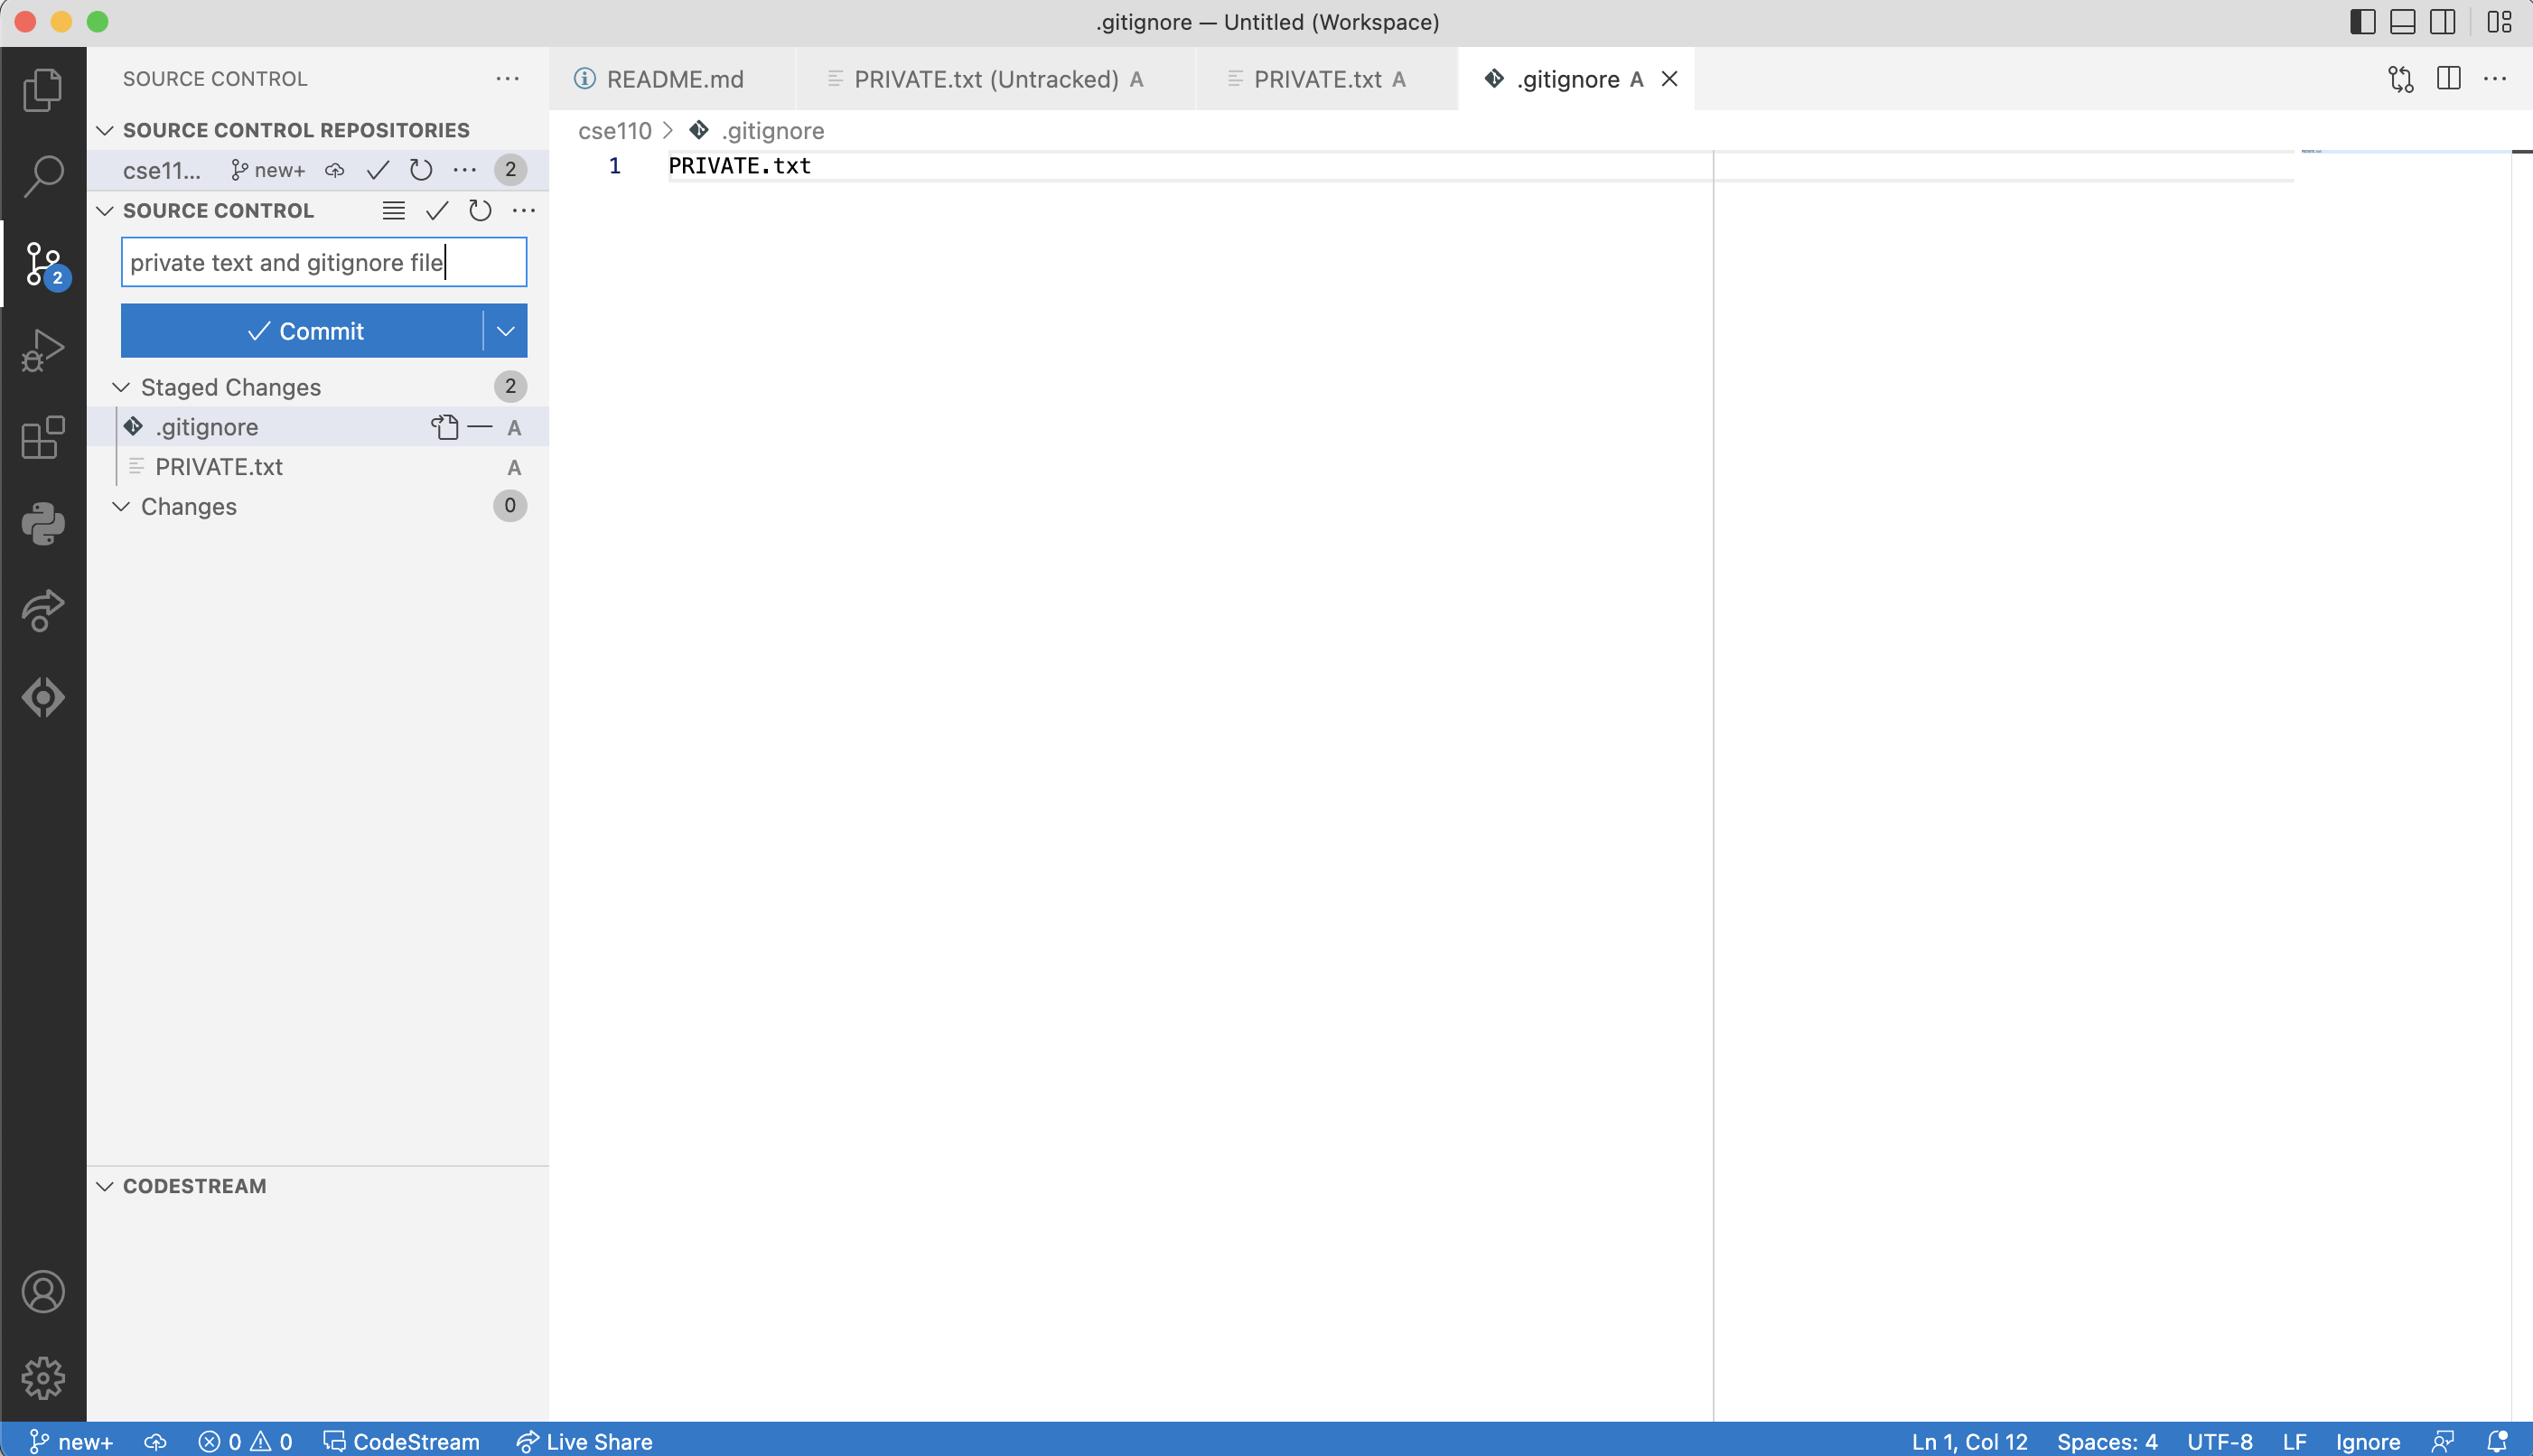 .gitignore — Untitled (Workspace)
SOURCE CONTROL
README.md
PRIVATE.txt (Untracked) A
PRIVATE.txt A
.gitignore A
SOURCE CONTROL REPOSITORIES
cse110 > .gitignore
cse11... new+ 2
1 PRIVATE.txt
SOURCE CONTROL
private text and gitignore file
2
Commit
Staged Changes 2
.gitignore A
PRIVATE.txt A
Changes 0
CODESTREAM
new+ 0 0 CodeStream Live Share Ln 1, Col 12 Spaces: 4 UTF-8 LF Ignore